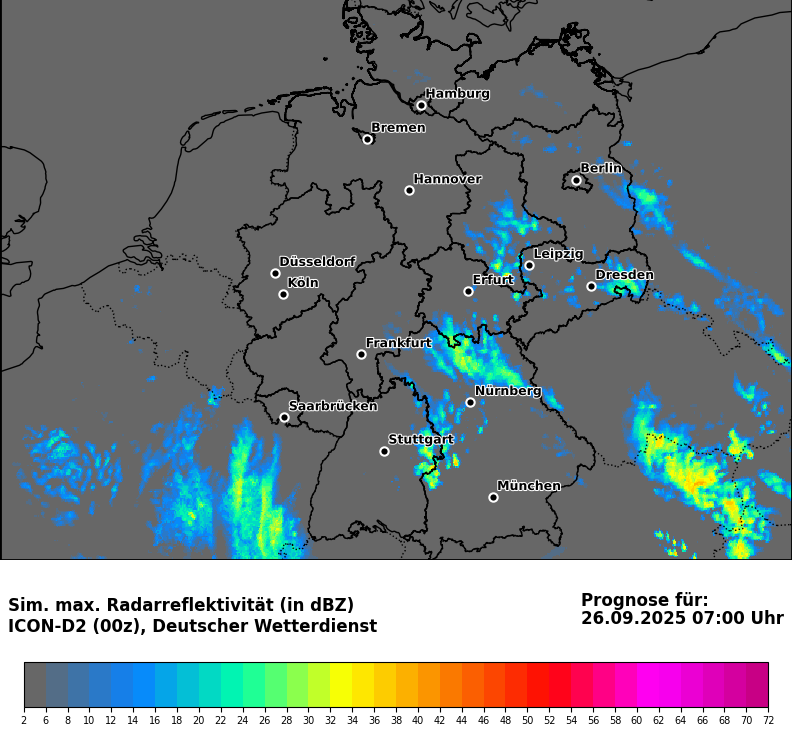 Hamburg
Bremen
Berlin
Hannover
Leipzig
Düsseldorf
Dresden
Köln
Erfurt
Frankfurt
Nürnberg
Saarbrücken
Stuttgart
München
Sim. max. Radarreflektivität (in dBZ)
ICON-D2 (00z), Deutscher Wetterdienst
Prognose für:
26.09.2025 07:00 Uhr
2 6 8 10 12 14 16 18 20 22 24 26 28 30 32 34 36 38 40 42 44 46 48 50 52 54 56 58 60 62 64 66 68 70 72